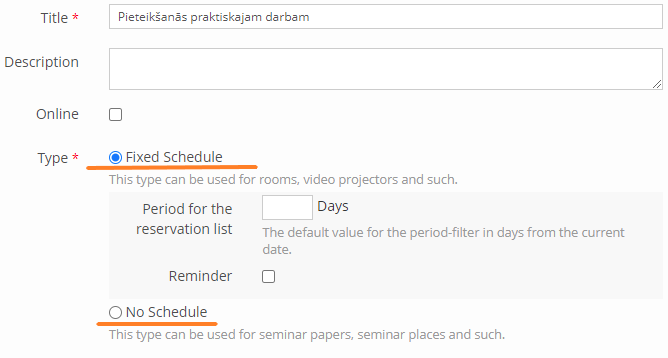 Title * Pieteikšanās praktiskajam darbam
Description
Online
Type * Fixed Schedule
This type can be used for rooms, video projectors and such.
Period for the Days
reservation list The default value for the period-filter in days from the current
date.
Reminder
No Schedule
This type can be used for seminar papers, seminar places and such.